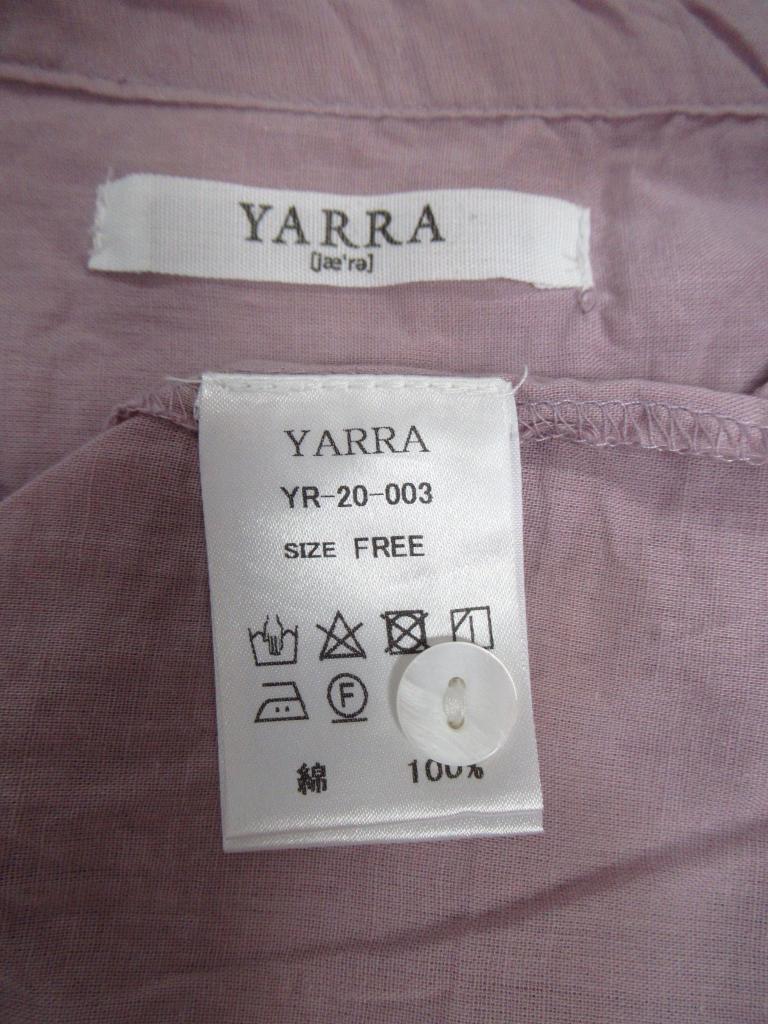 YARRA
[jæ'rə]
YARRA
YR-20-003
SIZE FREE
F
綿 100%